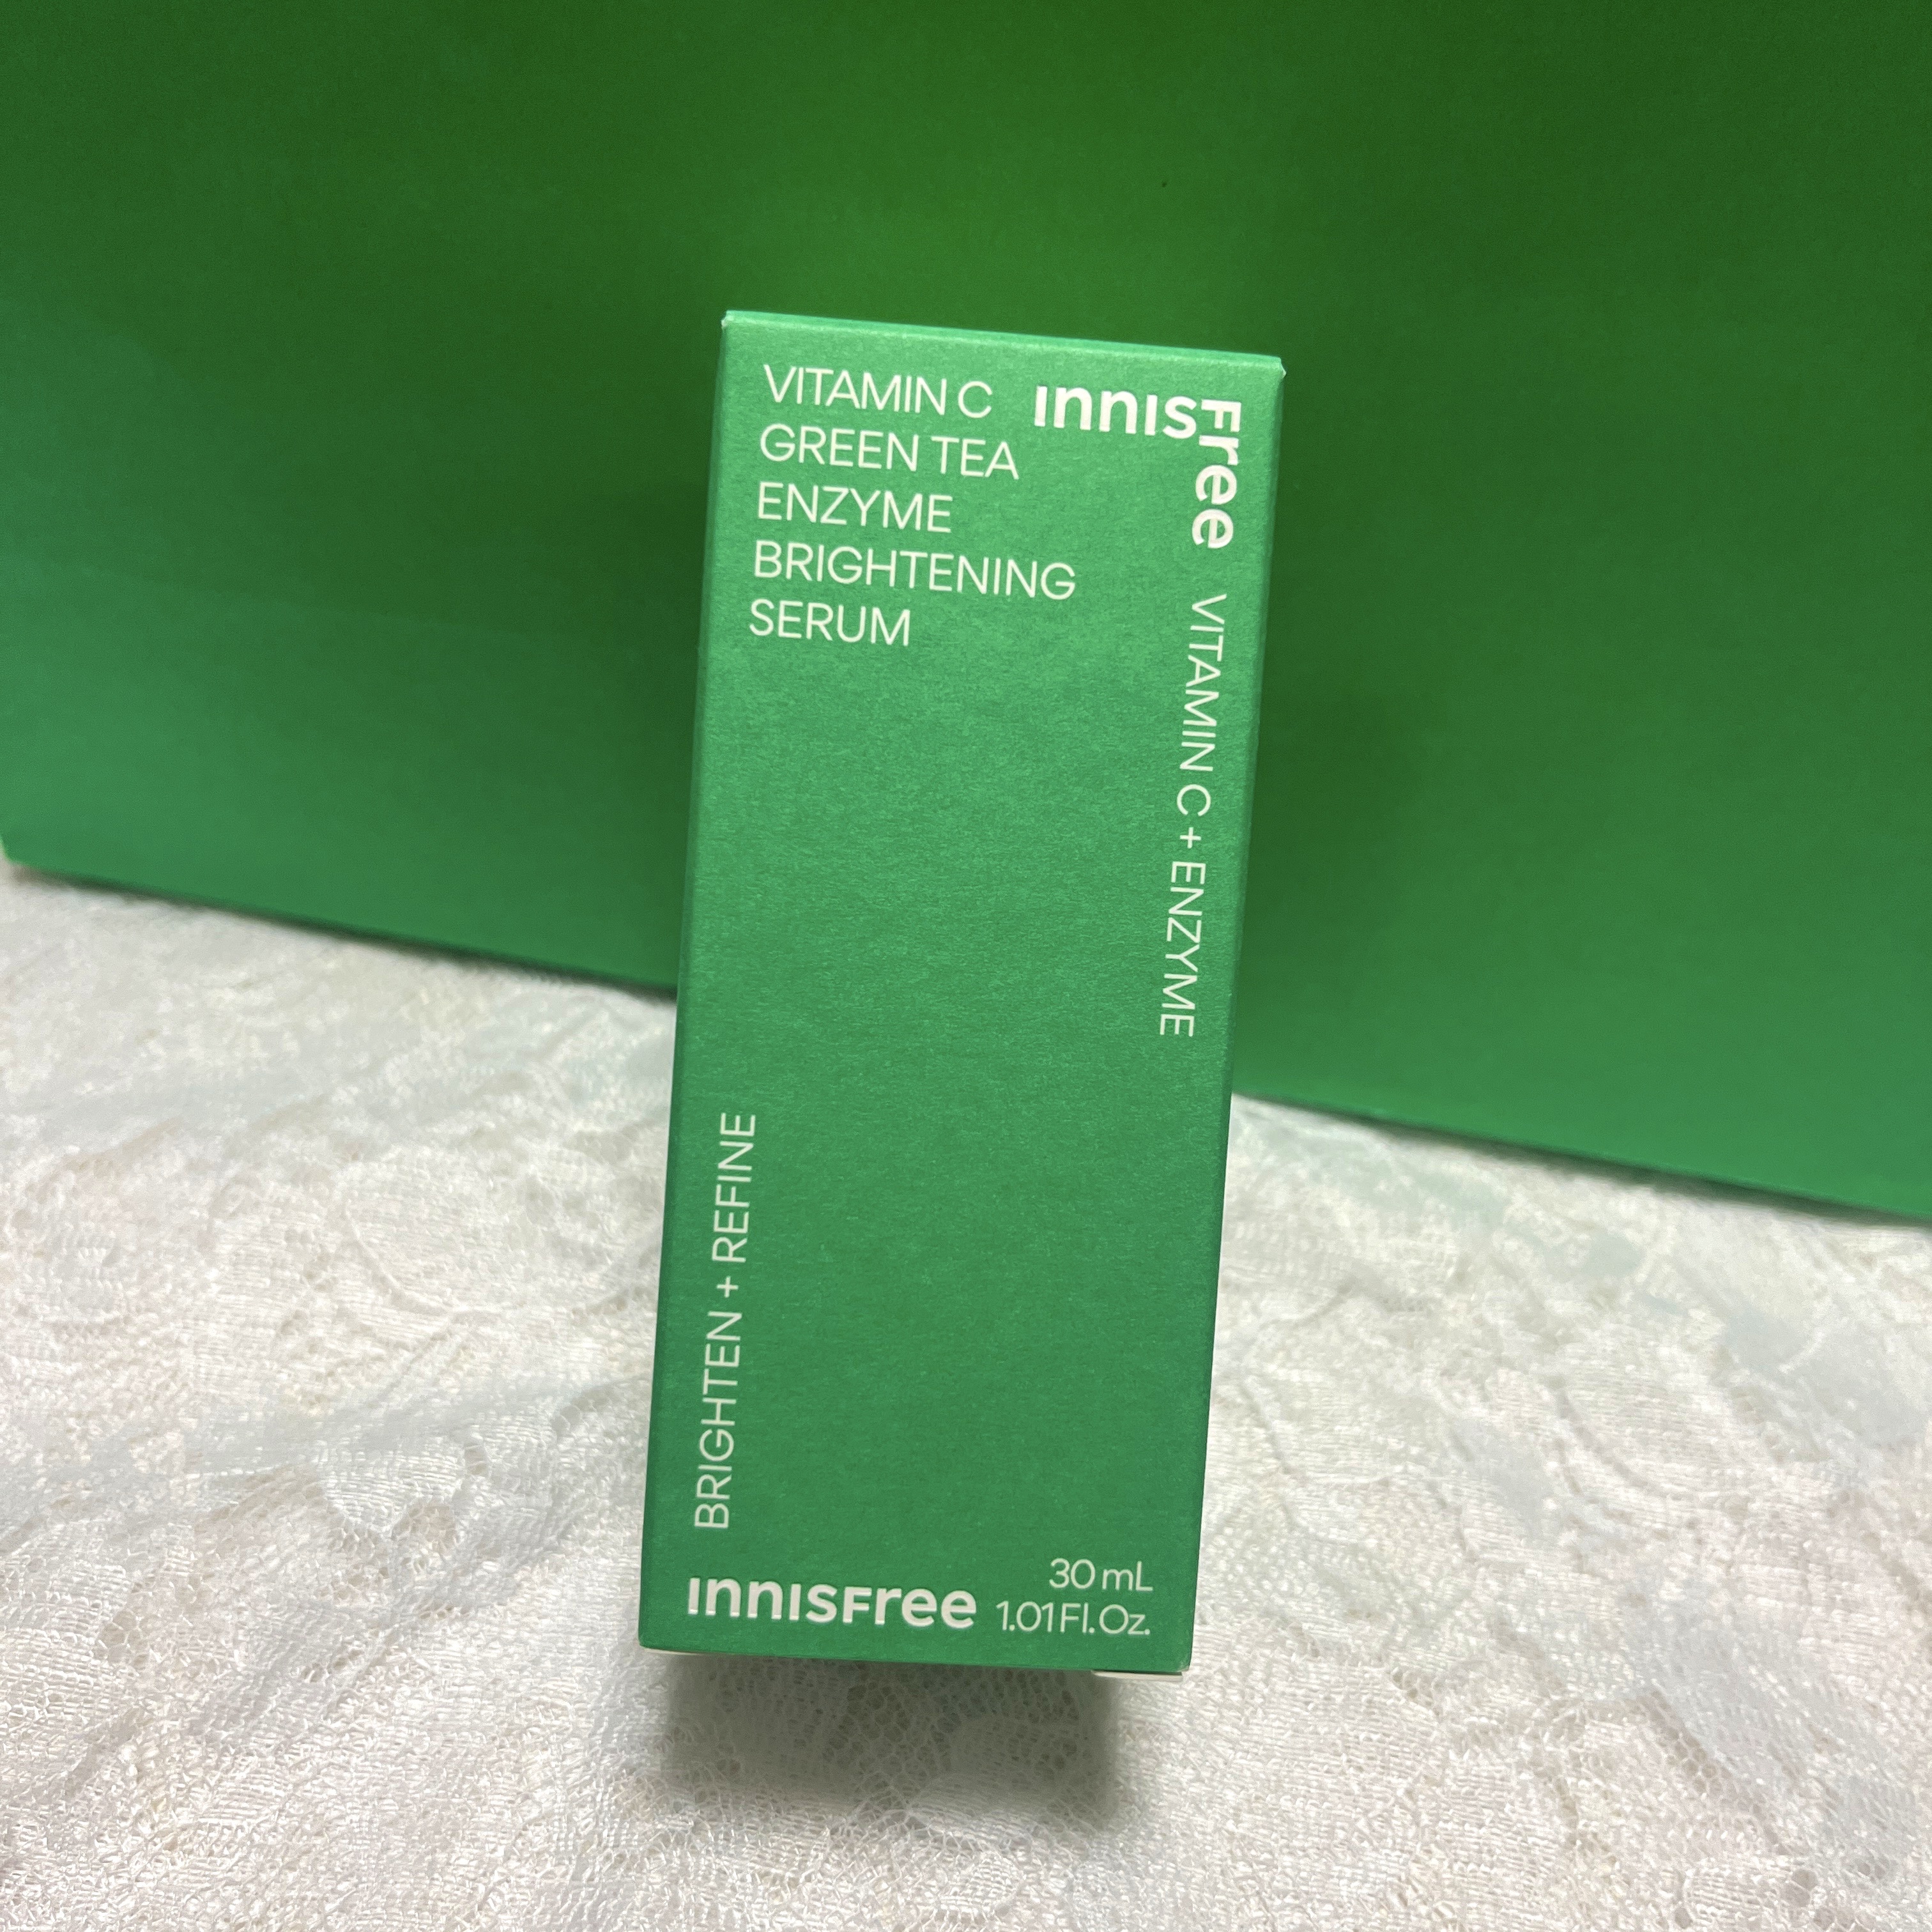 VITAMIN C
GREEN TEA
ENZYME
BRIGHTENING
SERUM
INNISFree
VITAMIN C + ENZYME
BRIGHTEN + REFINE
INNISFree
30 mL
1.01 Fl. Oz.